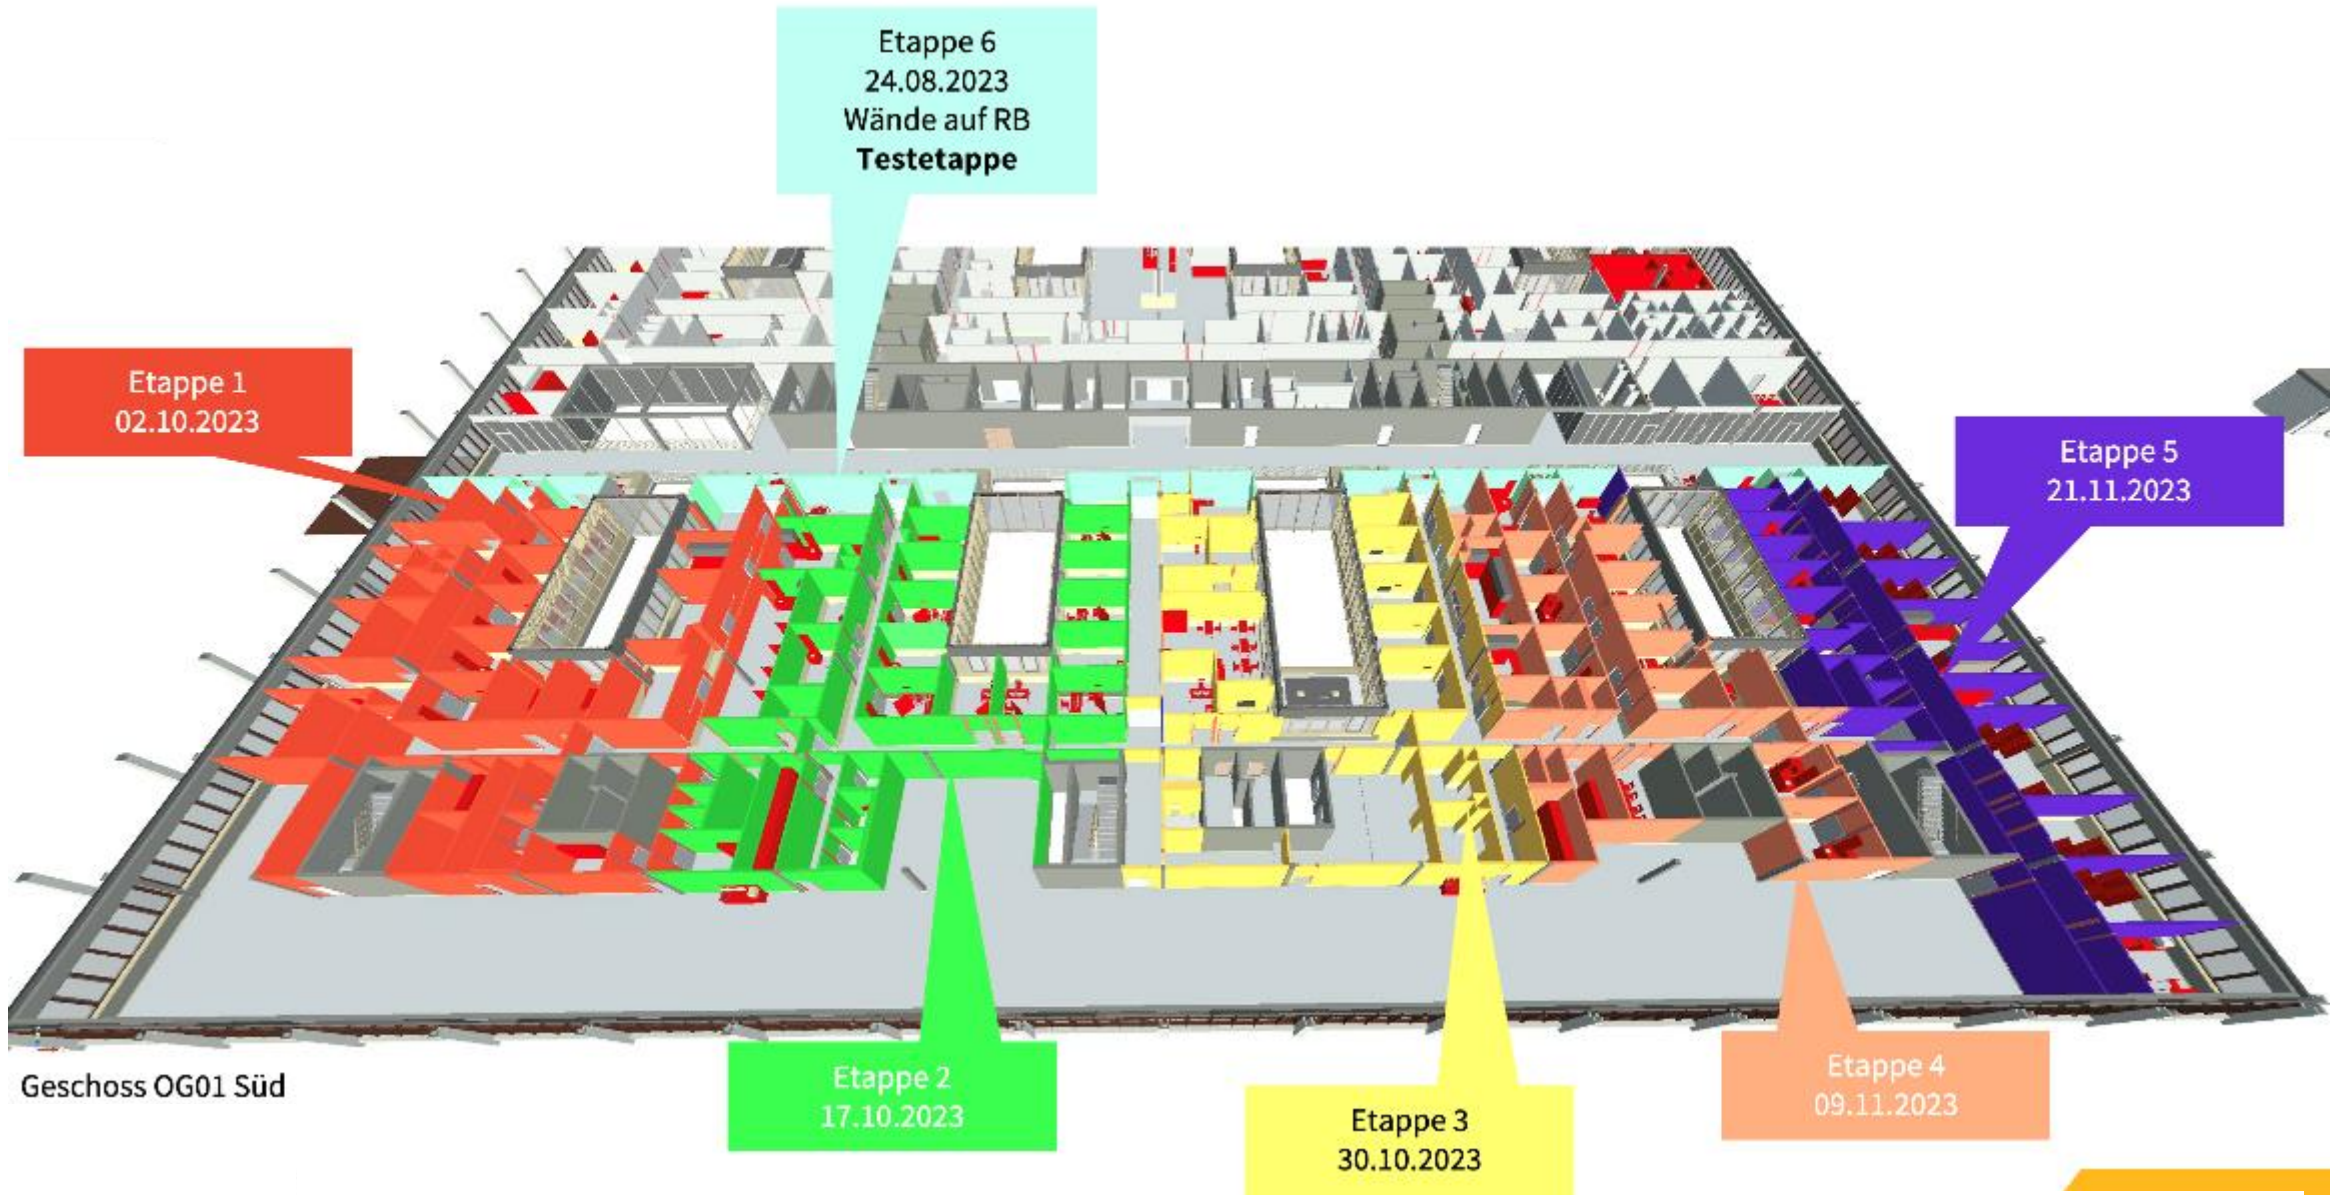 Etappe 6
24.08.2023
Wände auf RB
Testetappe
Etappe 1
02.10.2023
Etappe 5
21.11.2023
Geschoss OG01 Süd
Etappe 2
17.10.2023
Etappe 3
30.10.2023
Etappe 4
09.11.2023